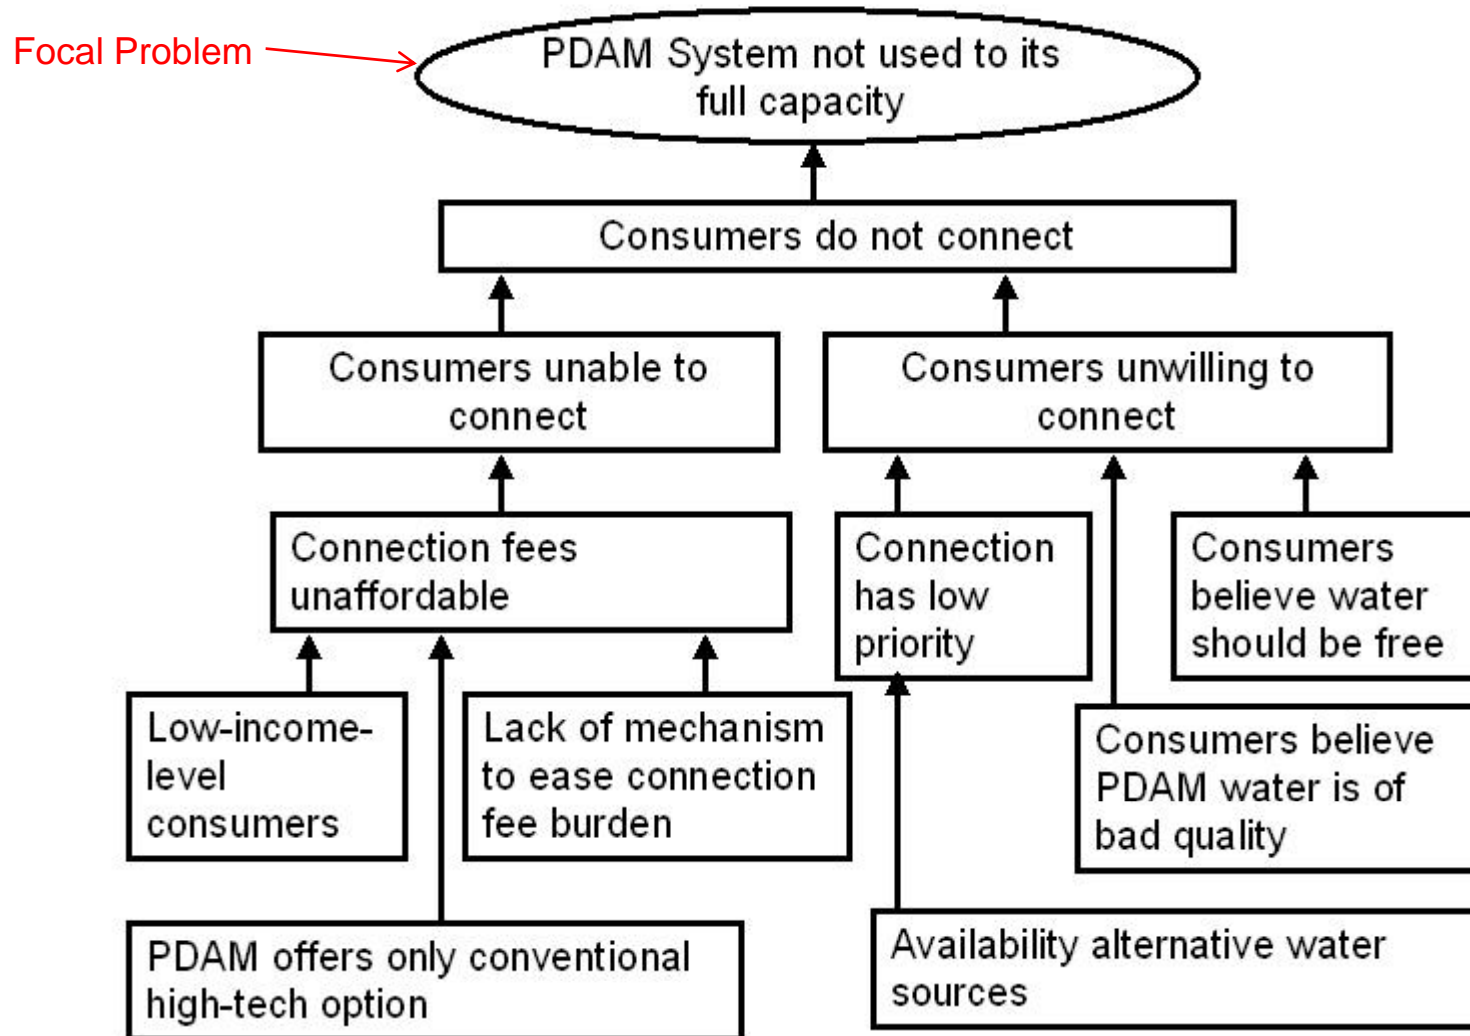 Focal Problem
PDAM System not used to its
full capacity
Consumers do not connect
Consumers unable to
connect
Consumers unwilling to
connect
Connection fees
unaffordable
Connection
has low
priority
Consumers
believe water
should be free
Low-income-
level
consumers
Lack of mechanism
to ease connection
fee burden
Consumers believe
PDAM water is of
bad quality
PDAM offers only conventional
high-tech option
Availability alternative water
sources